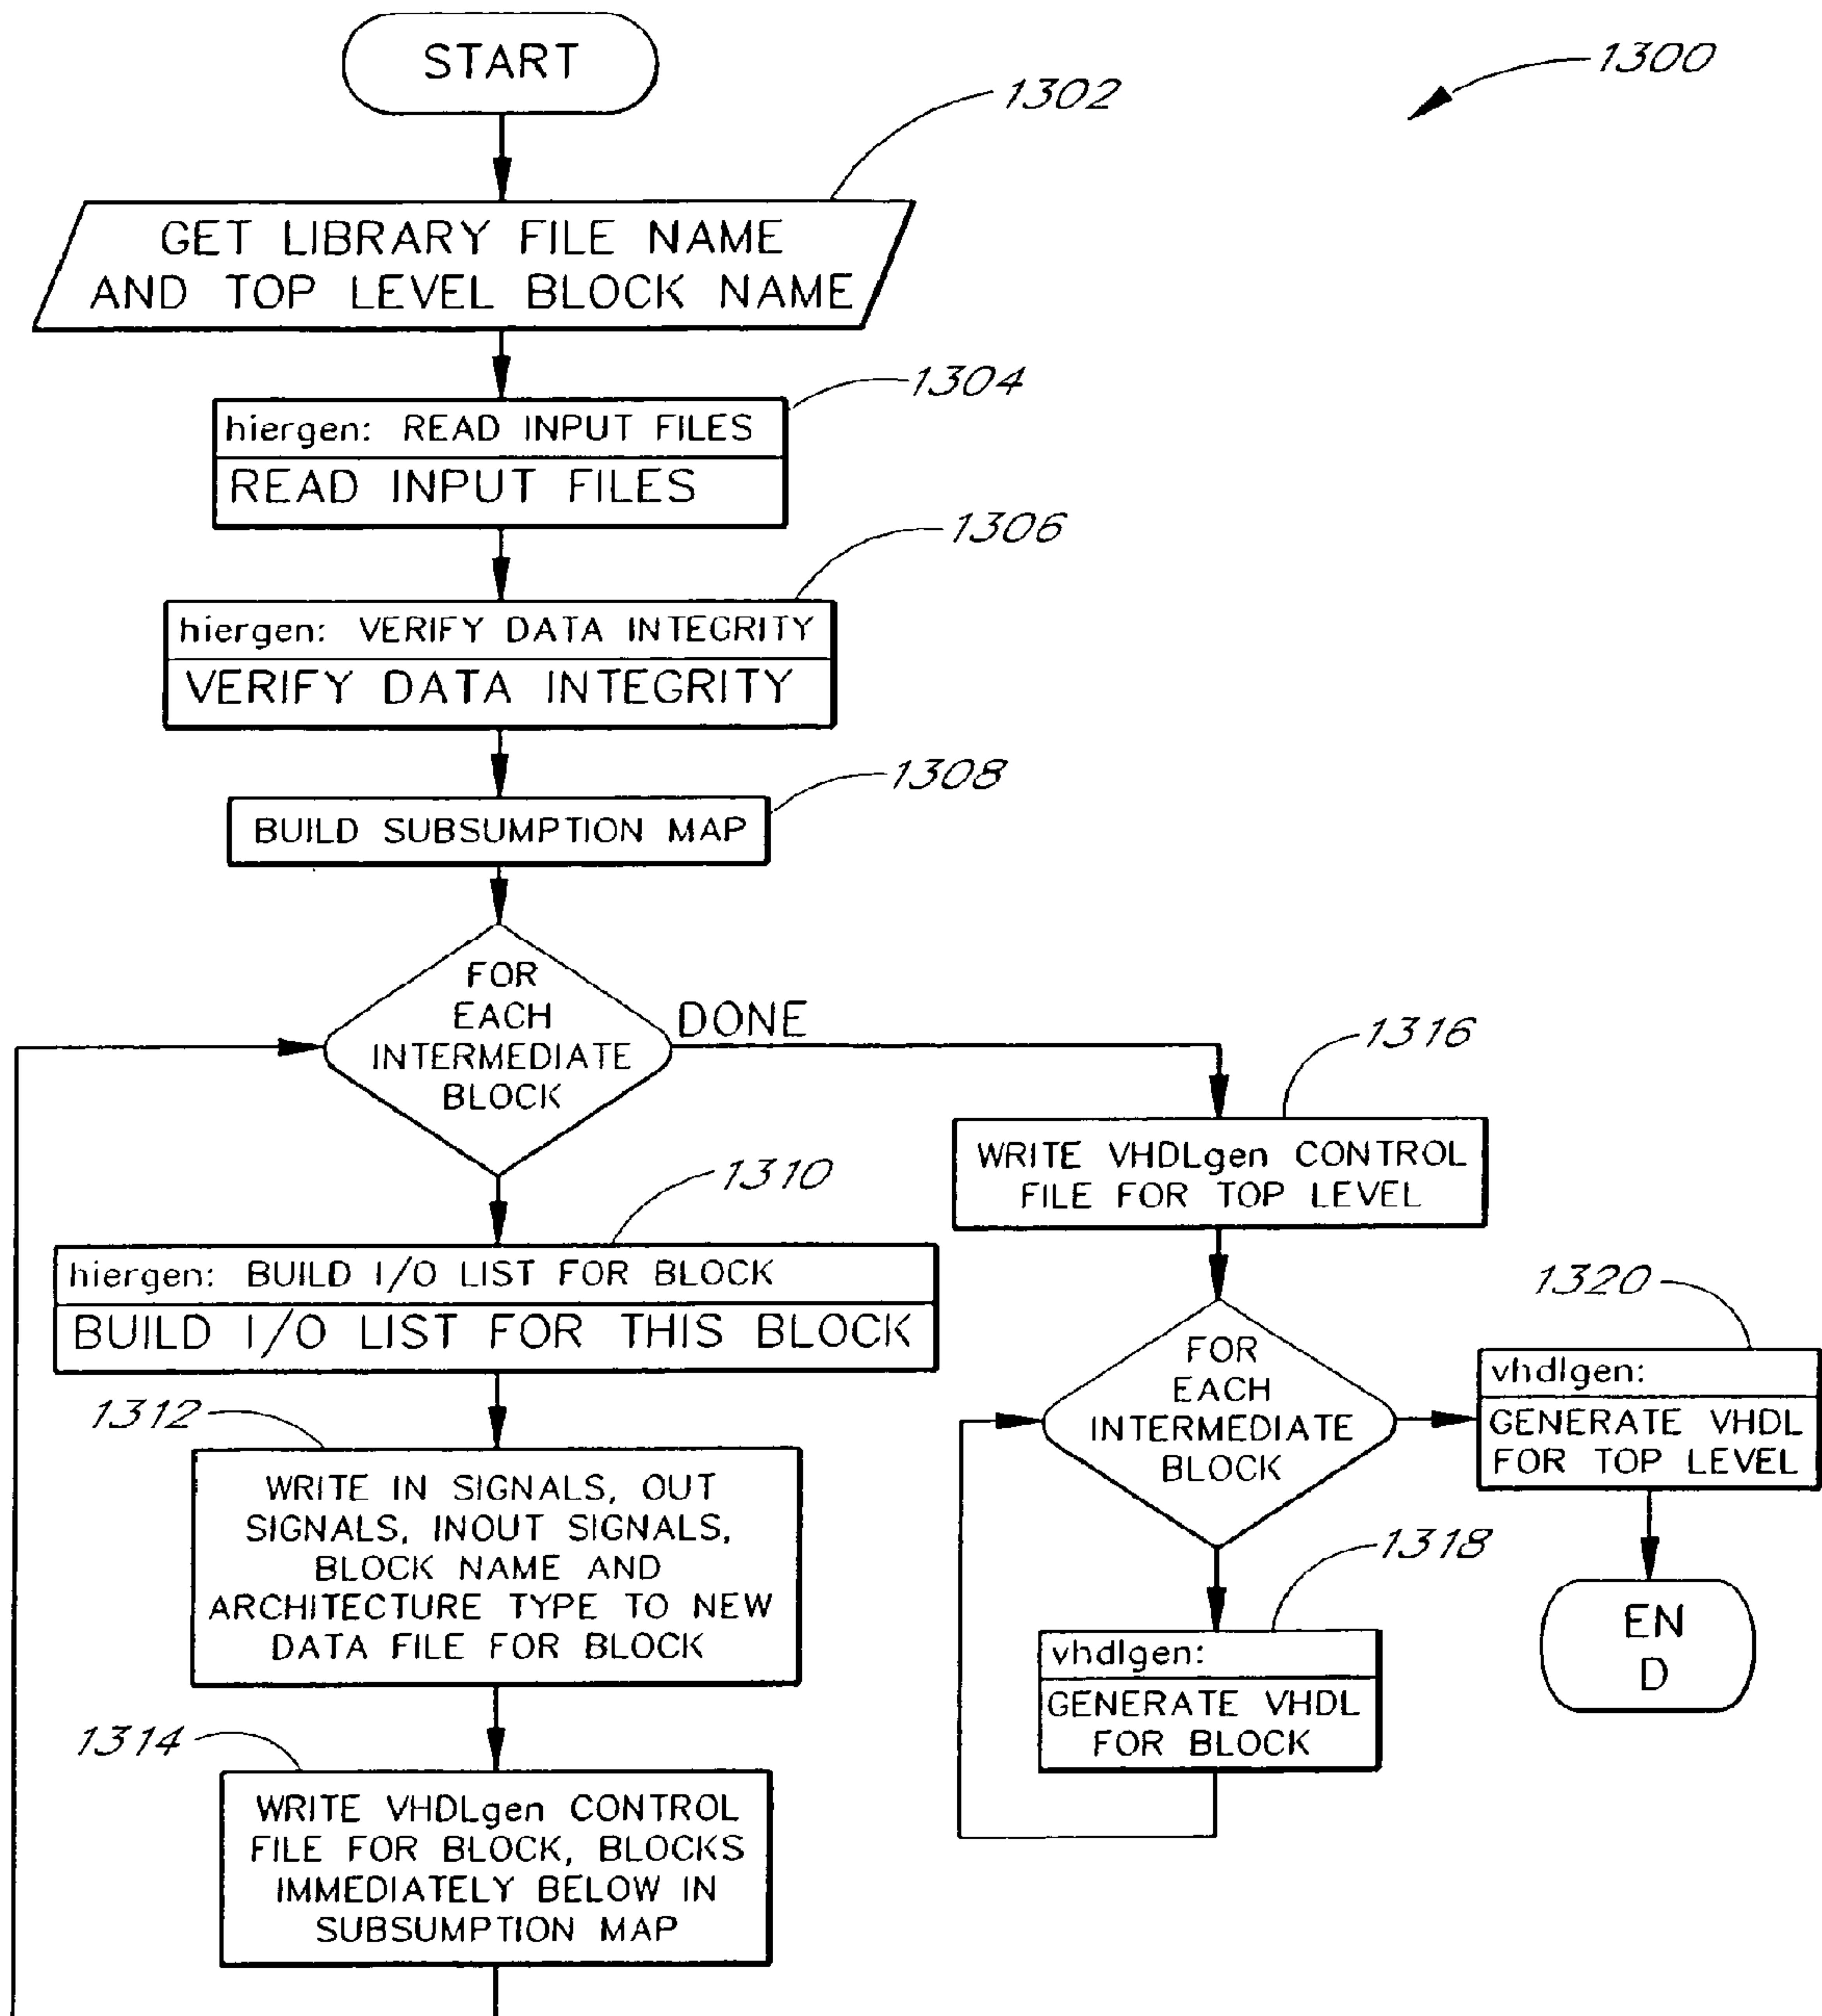 START
1300
1302
GET LIBRARY FILE NAME
AND TOP LEVEL BLOCK NAME
1304
hiergen: READ INPUT FILES
READ INPUT FILES
1306
hiergen: VERIFY DATA INTEGRITY
VERIFY DATA INTEGRITY
1308
BUILD SUBSUMPTION MAP
FOR
EACH
INTERMEDIATE
BLOCK
DONE
1310
hiergen: BUILD I/O LIST FOR BLOCK
BUILD I/O LIST FOR THIS BLOCK
1312
WRITE IN SIGNALS, OUT
SIGNALS, INOUT SIGNALS,
BLOCK NAME AND
ARCHITECTURE TYPE TO NEW
DATA FILE FOR BLOCK
1314
WRITE VHDLgen CONTROL
FILE FOR BLOCK, BLOCKS
IMMEDIATELY BELOW IN
SUBSUMPTION MAP
1316
WRITE VHDLgen CONTROL
FILE FOR TOP LEVEL
FOR
EACH
INTERMEDIATE
BLOCK
1318
vhdlgen:
GENERATE VHDL
FOR BLOCK
1320
vhdlgen:
GENERATE VHDL
FOR TOP LEVEL
EN
D